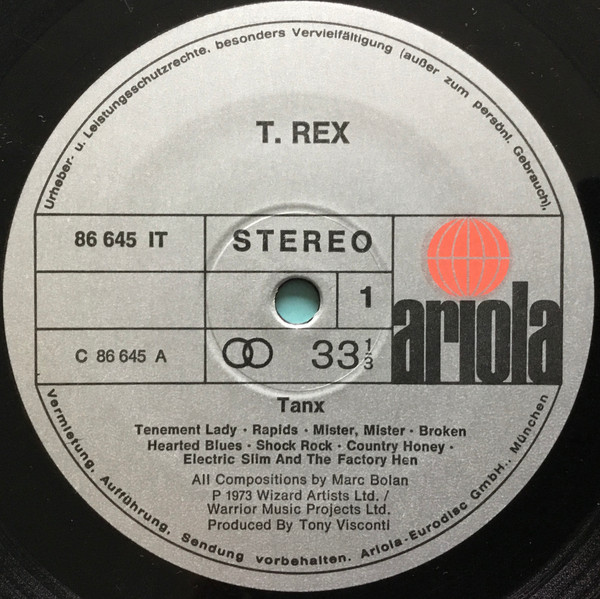 Urheber- u. Leistungsschutzrechte, besonders Vervielfältigung (außer zum persönl. Gebrauch),
T. REX
86 645 IT
STEREO
1
C 86 645 A
33 1/3
ariola
Tanx
Tenement Lady · Rapids · Mister, Mister · Broken
Hearted Blues · Shock Rock · Country Honey ·
Electric Slim And The Factory Hen
All Compositions by Marc Bolan
P 1973 Wizard Artists Ltd. /
Warrior Music Projects Ltd.
Produced By Tony Visconti
Vermietung. Aufführung. Sendung vorbehalten. Ariola-Eurodisc GmbH., München